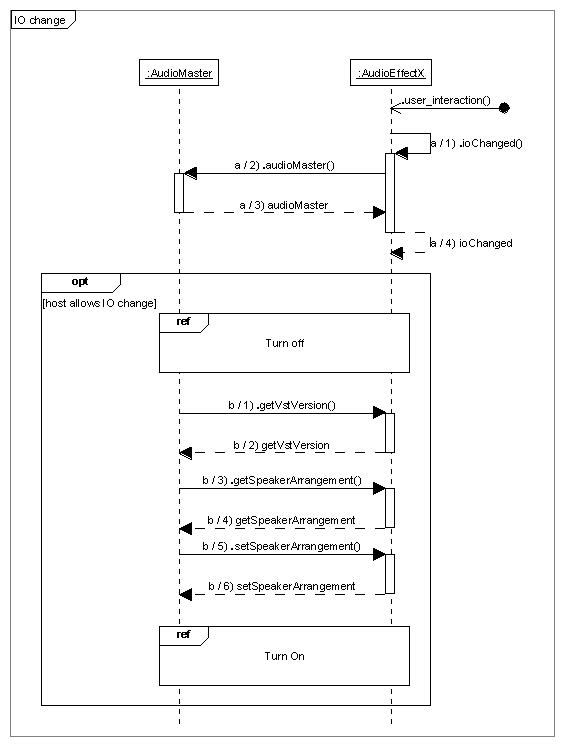 IO change
:AudioMaster
:AudioEffectX
.user_interaction()
a / 1) .ioChanged()
a / 2) .audioMaster()
a / 3) audioMaster
a / 4) ioChanged
opt
[host allows IO change]
ref
Turn off
b / 1) .getVstVersion()
b / 2) getVstVersion
b / 3) .getSpeakerArrangement()
b / 4) getSpeakerArrangement
b / 5) .setSpeakerArrangement()
b / 6) setSpeakerArrangement
ref
Turn On